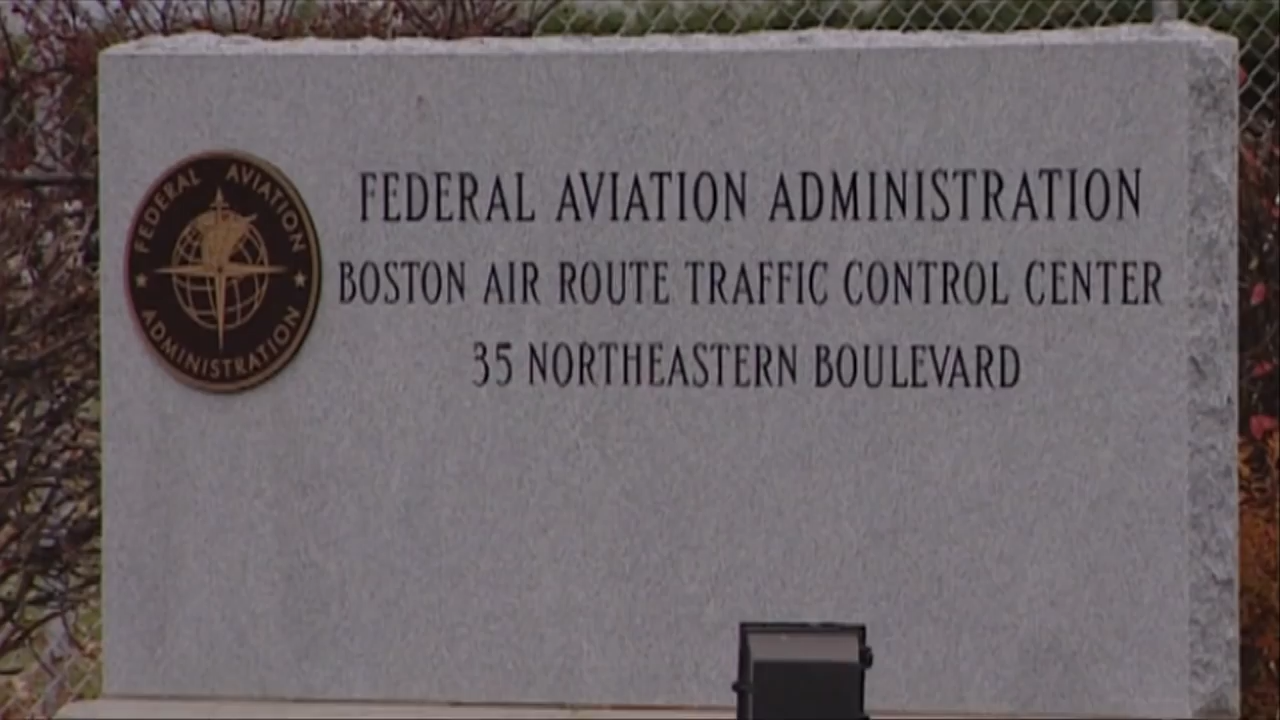 FEDERAL AVIATION
ADMINISTRATION
FEDERAL AVIATION ADMINISTRATION
BOSTON AIR ROUTE TRAFFIC CONTROL CENTER
35 NORTHEASTERN BOULEVARD